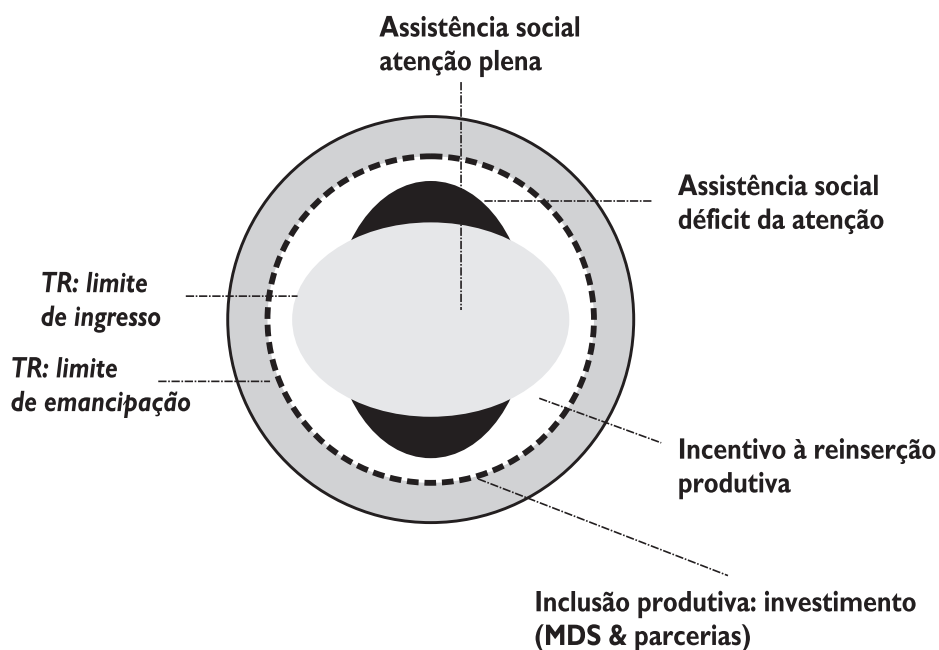 Assistência social
atenção plena
Assistência social
déficit da atenção
TR: limite
de ingresso
TR: limite
de emancipação
Incentivo à reinserção
produtiva
Inclusão produtiva: investimento
(MDS & parcerias)